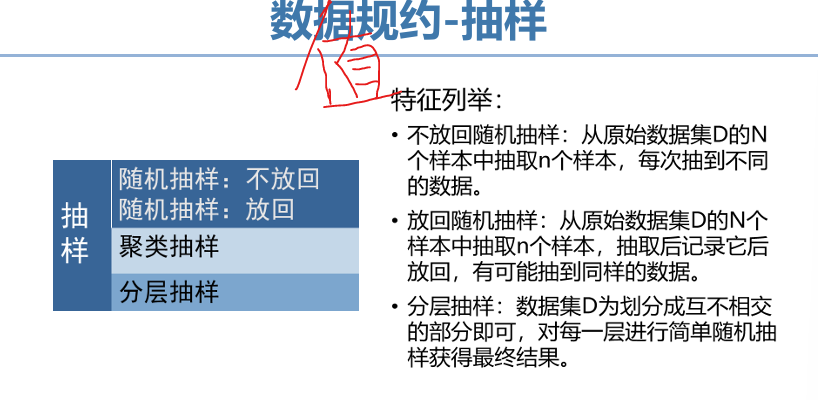 数据规约-抽样
值
特征列举：
• 不放回随机抽样：从原始数据集D的N
个样本中抽取n个样本，每次抽到不同
的数据。
• 放回随机抽样：从原始数据集D的N个
样本中抽取n个样本，抽取后记录它后
放回，有可能抽到同样的数据。
• 分层抽样：数据集D为划分成互不相交
的部分即可，对每一层进行简单随机抽
样获得最终结果。
抽
样
随机抽样：不放回
随机抽样：放回
聚类抽样
分层抽样